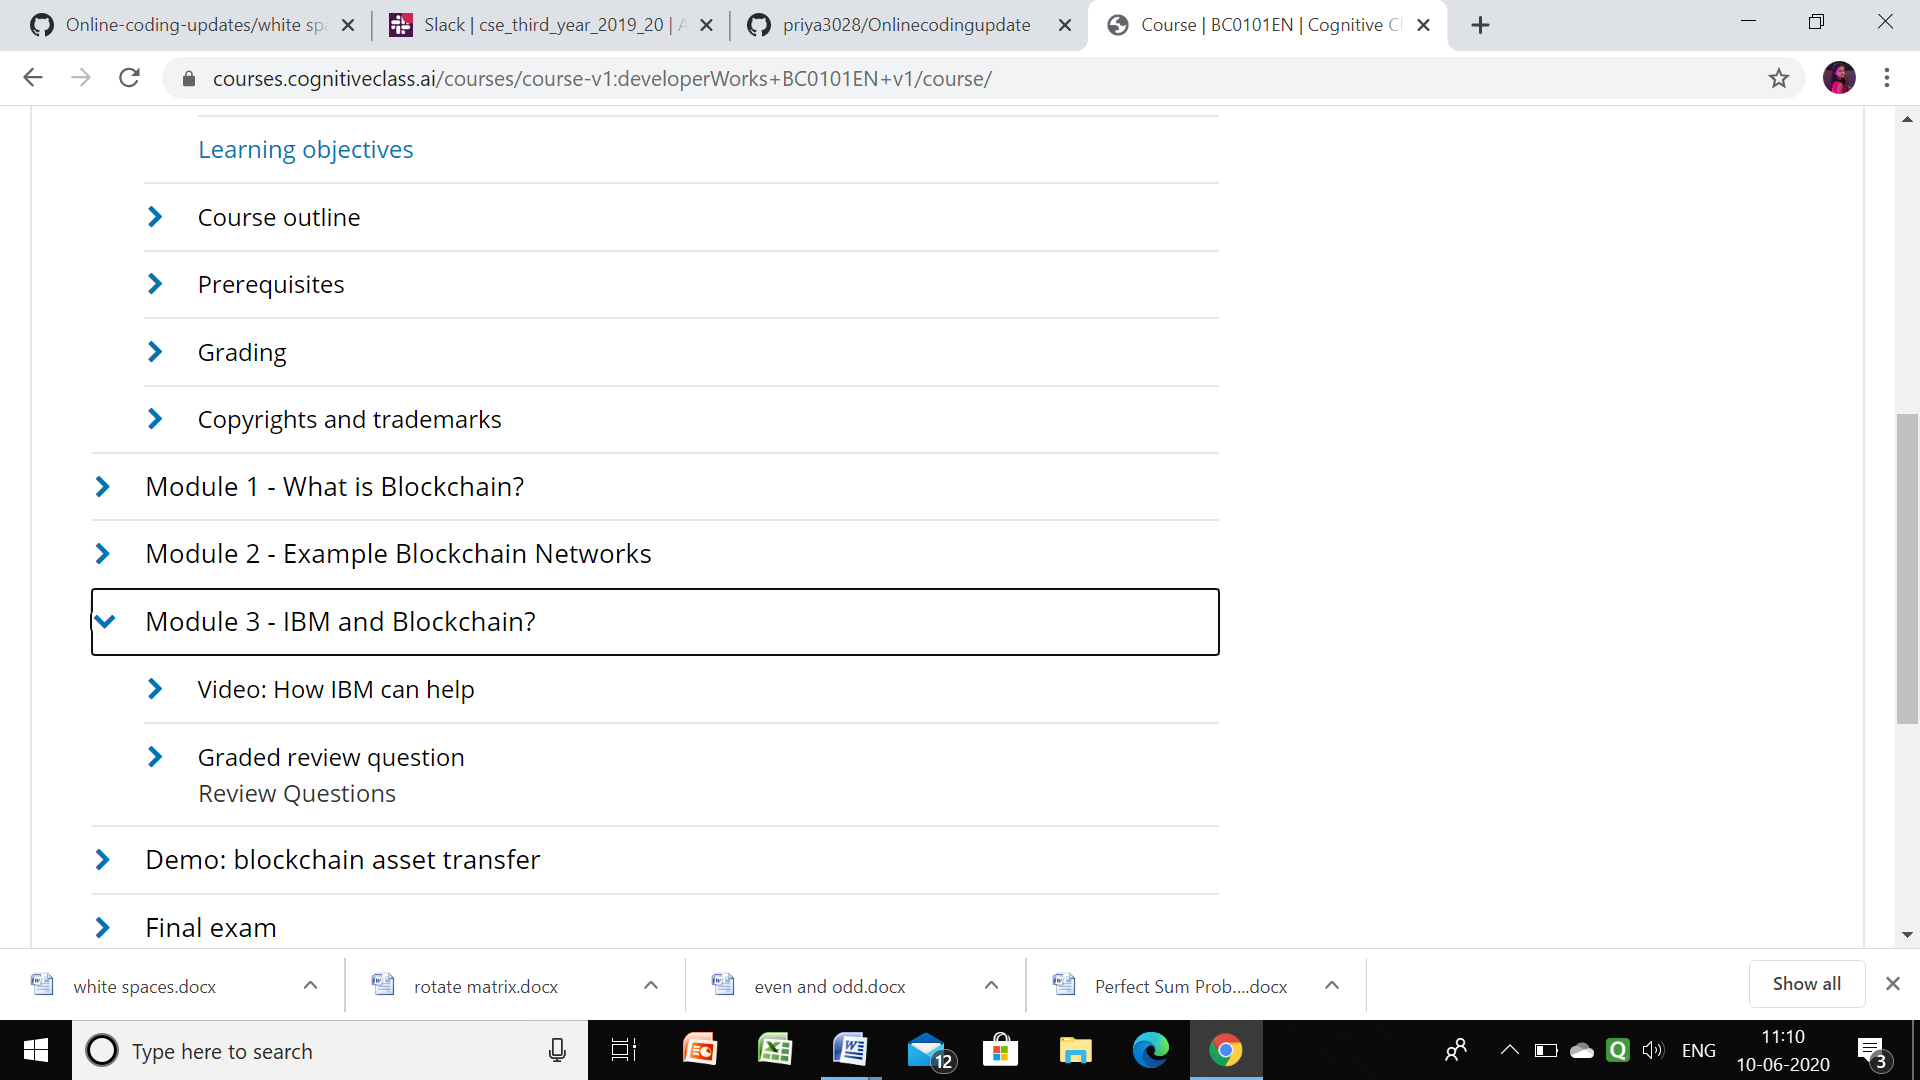 Online-coding-updates/white sp
Slack | cse_third_year_2019_20 | A
priya3028/Onlinecodingupdate
Course | BC0101EN | Cognitive Cl
courses.cognitiveclass.ai/courses/course-v1:developerWorks+BC0101EN+v1/course/
Learning objectives
Course outline
Prerequisites
Grading
Copyrights and trademarks
Module 1 - What is Blockchain?
Module 2 - Example Blockchain Networks
Module 3 - IBM and Blockchain?
Video: How IBM can help
Graded review question
Review Questions
Demo: blockchain asset transfer
Final exam
white spaces.docx
rotate matrix.docx
even and odd.docx
Perfect Sum Prob....docx
Show all
Type here to search
12
ENG
11:10
10-06-2020
3